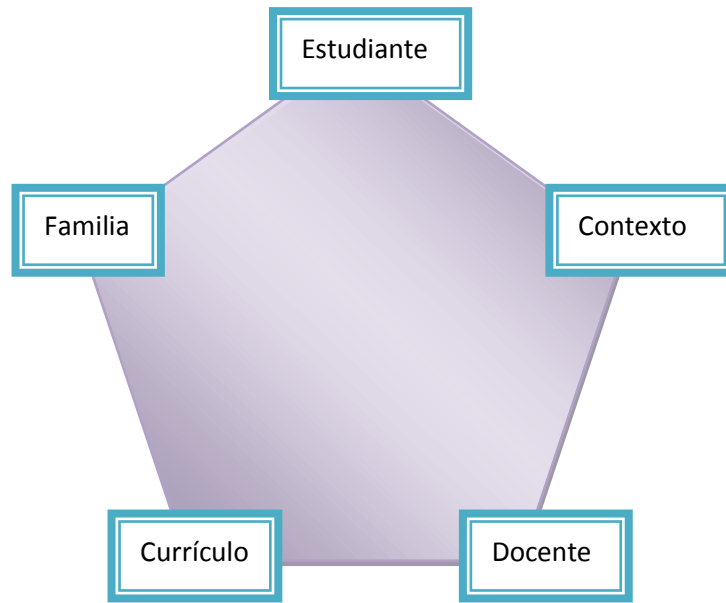 Estudiante
Familia
Contexto
Currículo
Docente